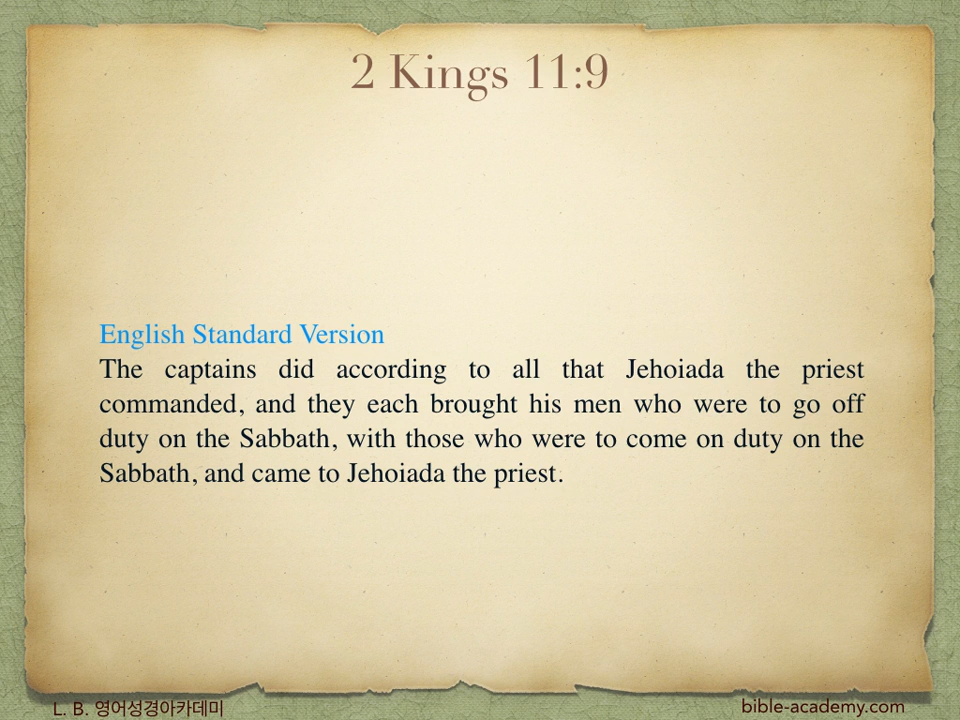 2 Kings 11:9
English Standard Version
The captains did according to all that Jehoiada the priest
commanded, and they each brought his men who were to go off
duty on the Sabbath, with those who were to come on duty on the
Sabbath, and came to Jehoiada the priest.
L. B. 영어성경아카데미
bible-academy.com